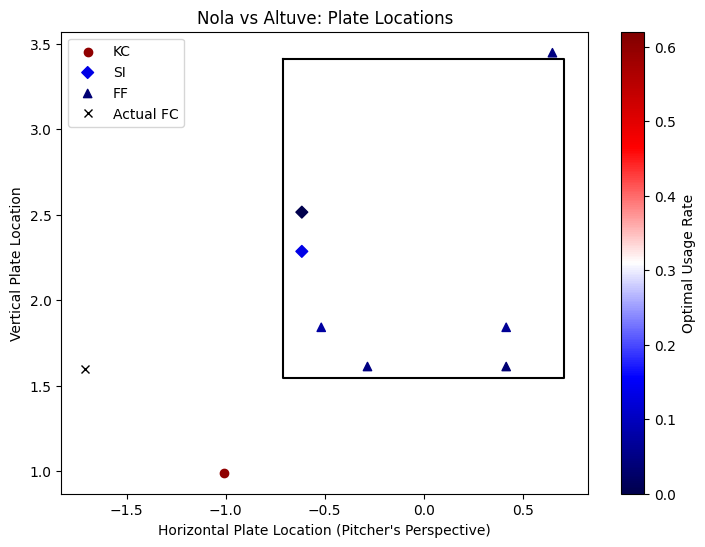 Nola vs Altuve: Plate Locations
KC
SI
FF
Actual FC
3.5
3.0
2.5
2.0
1.5
1.0
Vertical Plate Location
−1.5
−1.0
−0.5
0.0
0.5
Horizontal Plate Location (Pitcher's Perspective)
0.6
0.5
0.4
0.3
0.2
0.1
0.0
Optimal Usage Rate